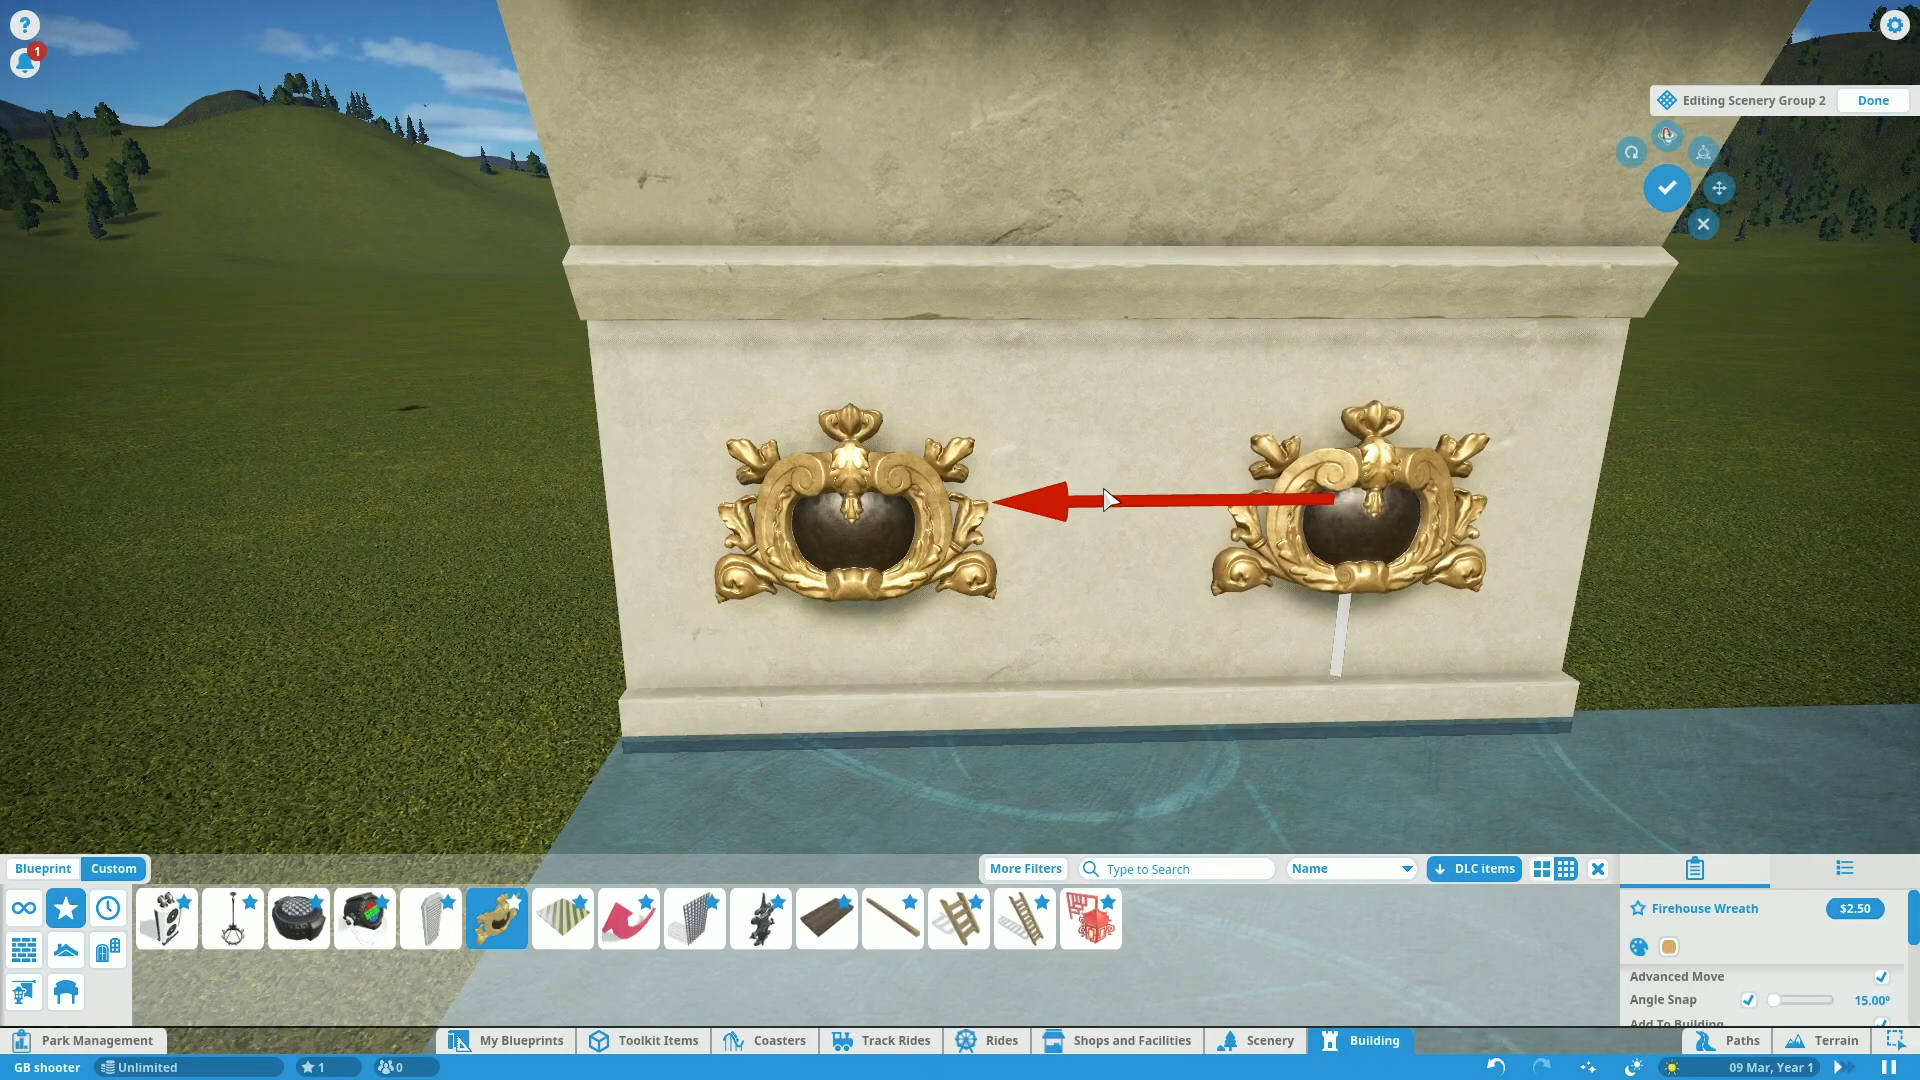 ?
1
Editing Scenery Group 2 Done
Blueprint Custom
More Filters Type to Search Name DLC items
Firehouse Wreath $2.50
Advanced Move
Angle Snap 15.00°
Add To Building
Park Management My Blueprints Toolkit Items Coasters Track Rides Rides Shops and Facilities Scenery Building Paths Terrain
GB shooter Unlimited 1 0 09 Mar, Year 1